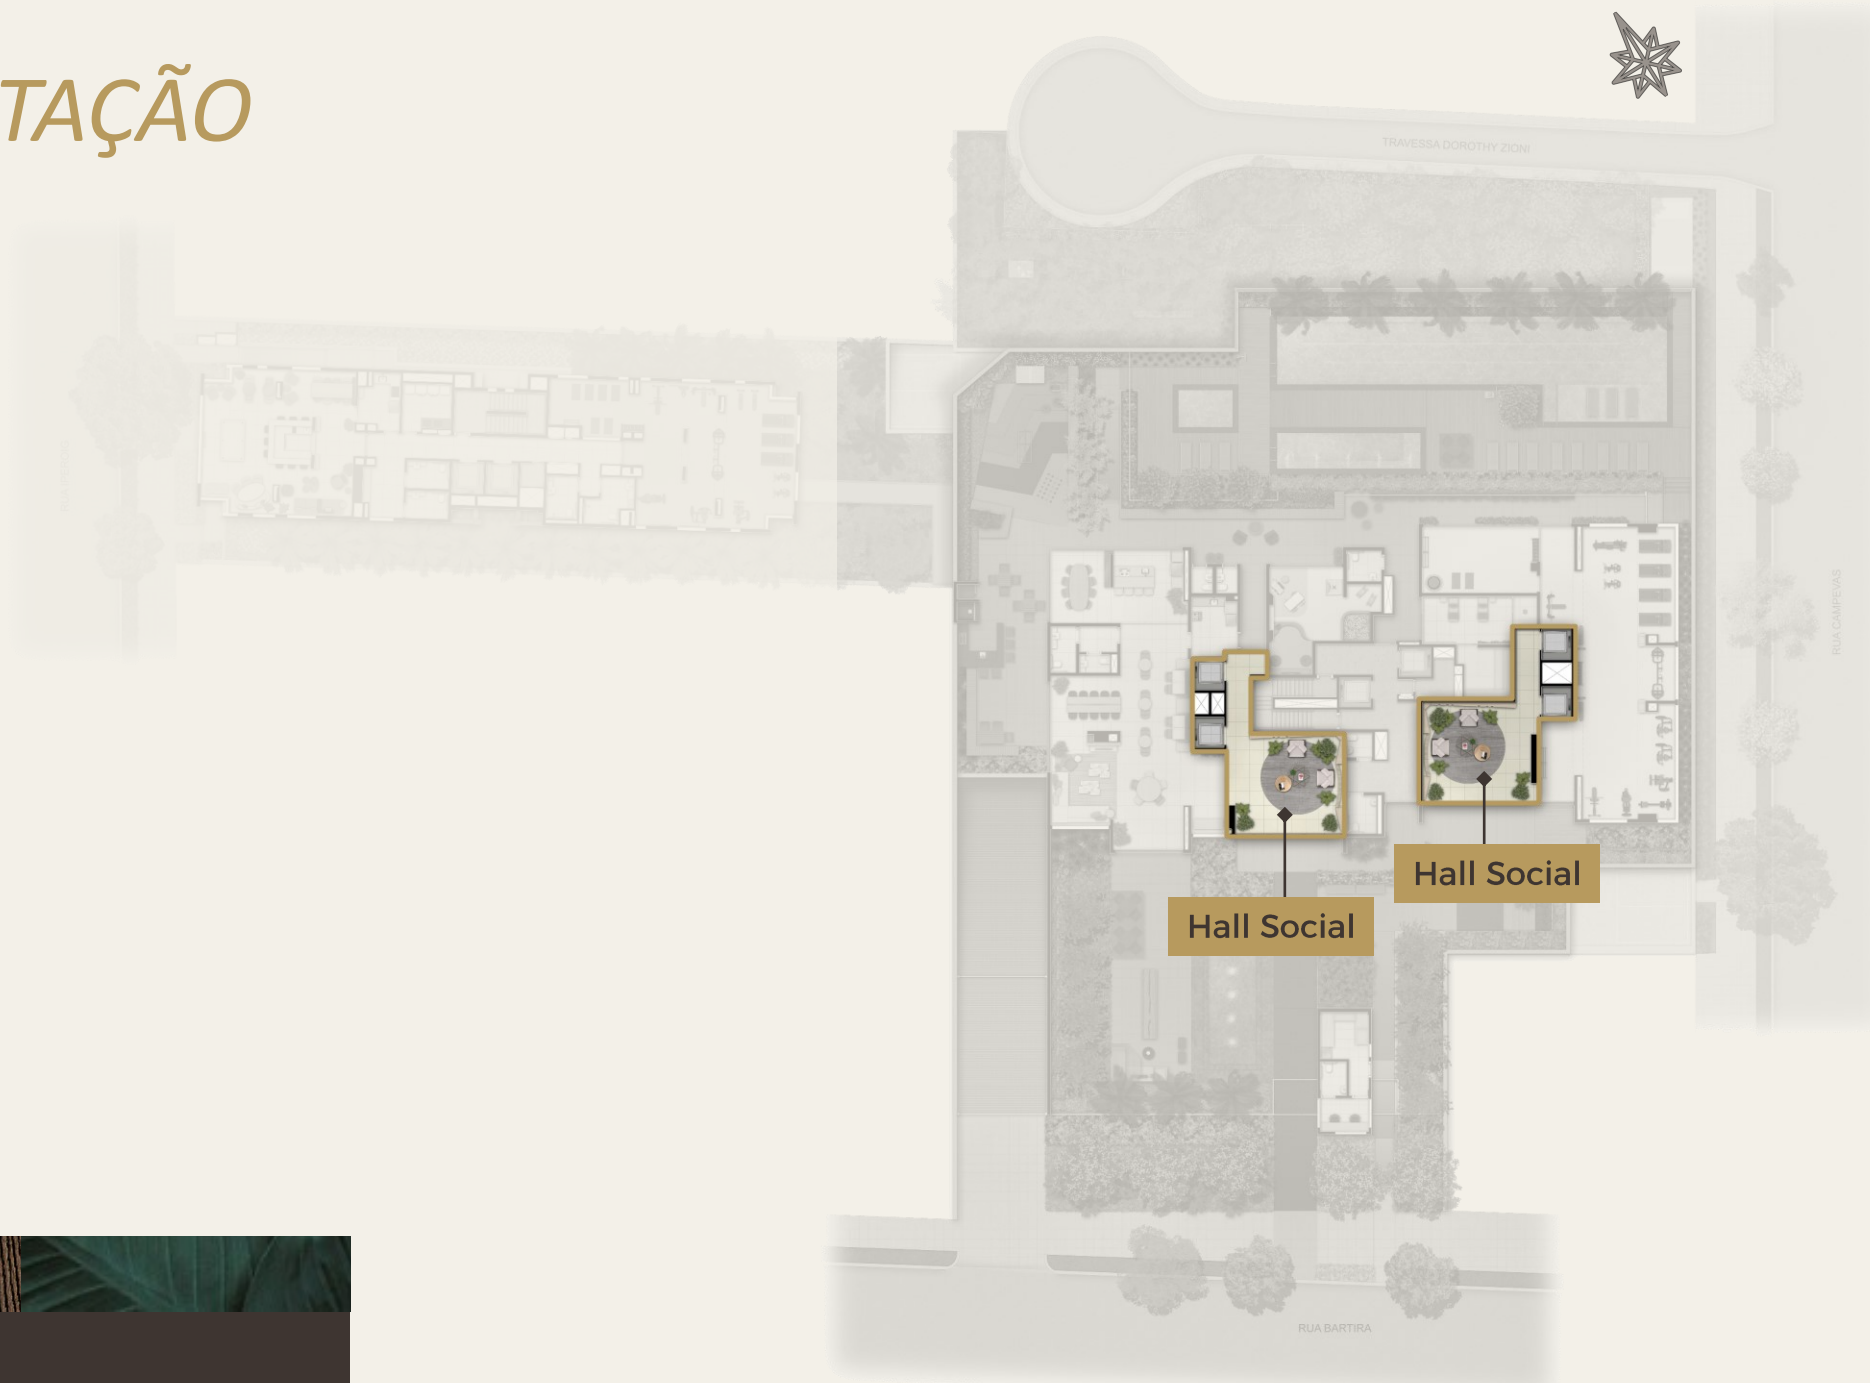 TAÇÃO
TRAVESSA DOROTHY ZIONI
RUA CAMPEVAS
Hall Social
Hall Social
RUA BARTIRA